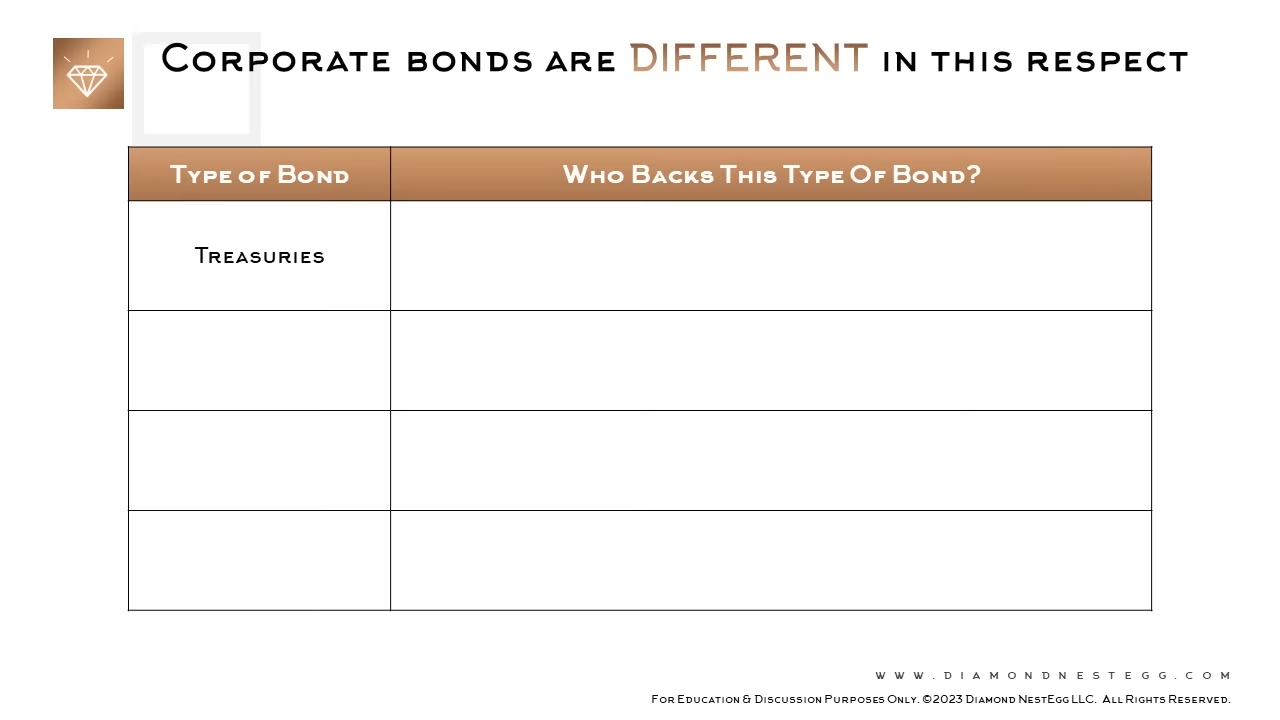 Corporate bonds are DIFFERENT in this respect
Type of Bond
Who Backs This Type Of Bond?
Treasuries
www.diamondnestegg.com
For Education & Discussion Purposes Only. ©2023 Diamond NestEgg LLC. All Rights Reserved.